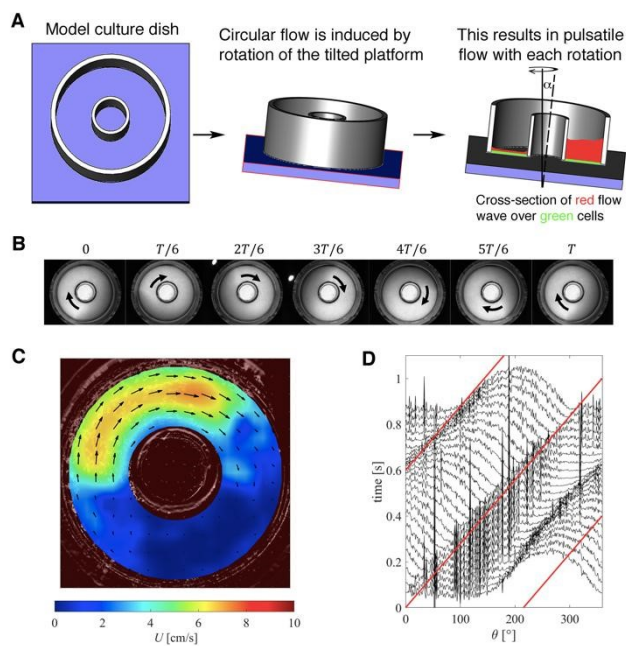 A
Model culture dish
Circular flow is induced by
rotation of the tilted platform
This results in pulsatile
flow with each rotation
α
Cross-section of red flow
wave over green cells
B
0 T/6 2T/6 3T/6 4T/6 5T/6 T
C
0 2 4 6 8 10
U [cm/s]
D
time [s]
1
0.8
0.6
0.4
0.2
0
0 100 200 300
θ [°]